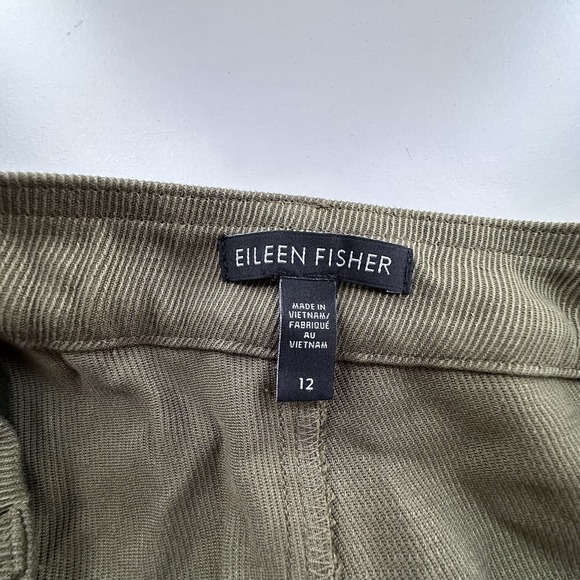 EILEEN FISHER
MADE IN
VIETNAM/
FABRIQUÉ
AU
VIETNAM
12